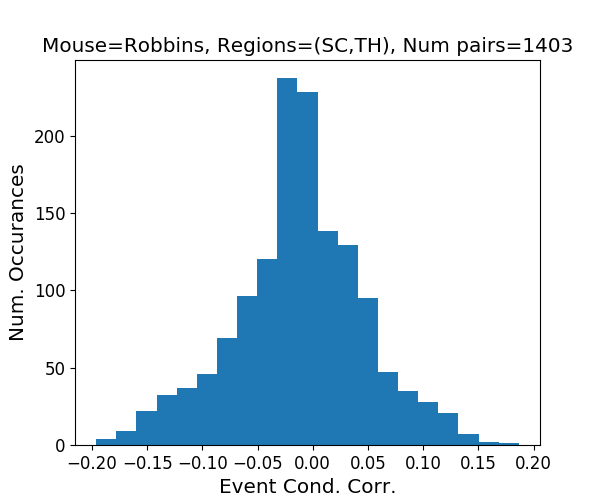 Mouse=Robbins, Regions=(SC,TH), Num pairs=1403
Num. Occurances
200
150
100
50
0
−0.20 −0.15 −0.10 −0.05 0.00 0.05 0.10 0.15 0.20
Event Cond. Corr.